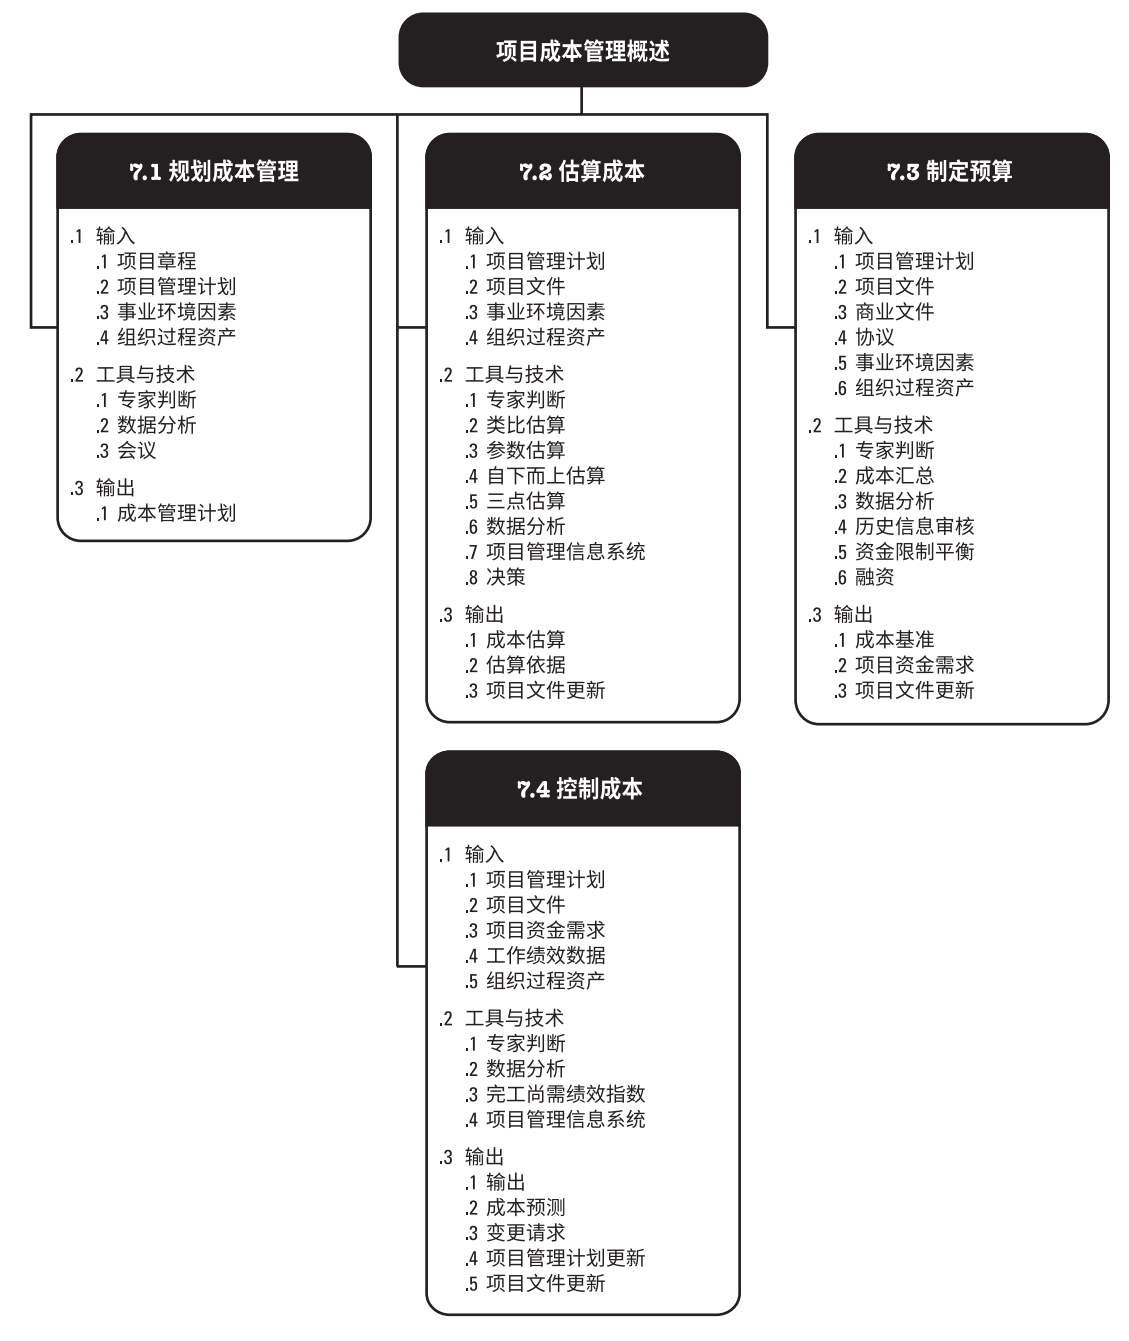 项目成本管理概述
7.1 规划成本管理
.1 输入
.1 项目章程
.2 项目管理计划
.3 事业环境因素
.4 组织过程资产
.2 工具与技术
.1 专家判断
.2 数据分析
.3 会议
.3 输出
.1 成本管理计划
7.2 估算成本
.1 输入
.1 项目管理计划
.2 项目文件
.3 事业环境因素
.4 组织过程资产
.2 工具与技术
.1 专家判断
.2 类比估算
.3 参数估算
.4 自下而上估算
.5 三点估算
.6 数据分析
.7 项目管理信息系统
.8 决策
.3 输出
.1 成本估算
.2 估算依据
.3 项目文件更新
7.3 制定预算
.1 输入
.1 项目管理计划
.2 项目文件
.3 商业文件
.4 协议
.5 事业环境因素
.6 组织过程资产
.2 工具与技术
.1 专家判断
.2 成本汇总
.3 数据分析
.4 历史信息审核
.5 资金限制平衡
.6 融资
.3 输出
.1 成本基准
.2 项目资金需求
.3 项目文件更新
7.4 控制成本
.1 输入
.1 项目管理计划
.2 项目文件
.3 项目资金需求
.4 工作绩效数据
.5 组织过程资产
.2 工具与技术
.1 专家判断
.2 数据分析
.3 完工尚需绩效指数
.4 项目管理信息系统
.3 输出
.1 输出
.2 成本预测
.3 变更请求
.4 项目管理计划更新
.5 项目文件更新